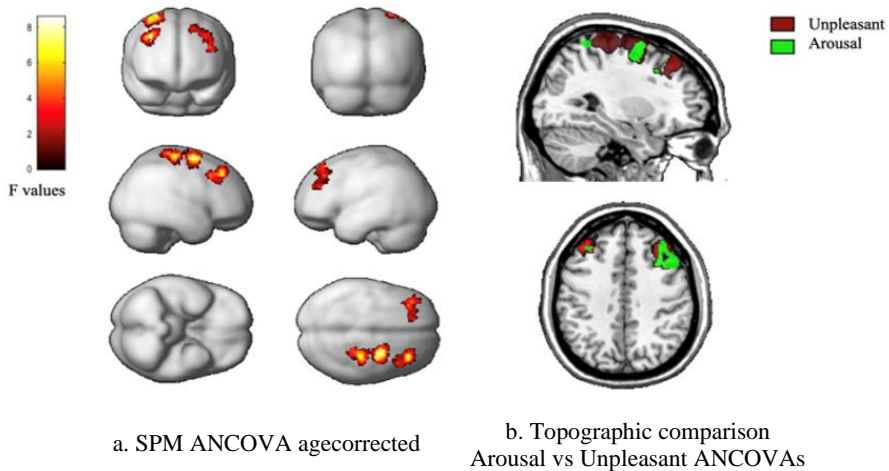 8
6
4
2
0
F values
Unpleasant
Arousal
a. SPM ANCOVA agecorrected
b. Topographic comparison
Arousal vs Unpleasant ANCOVAs